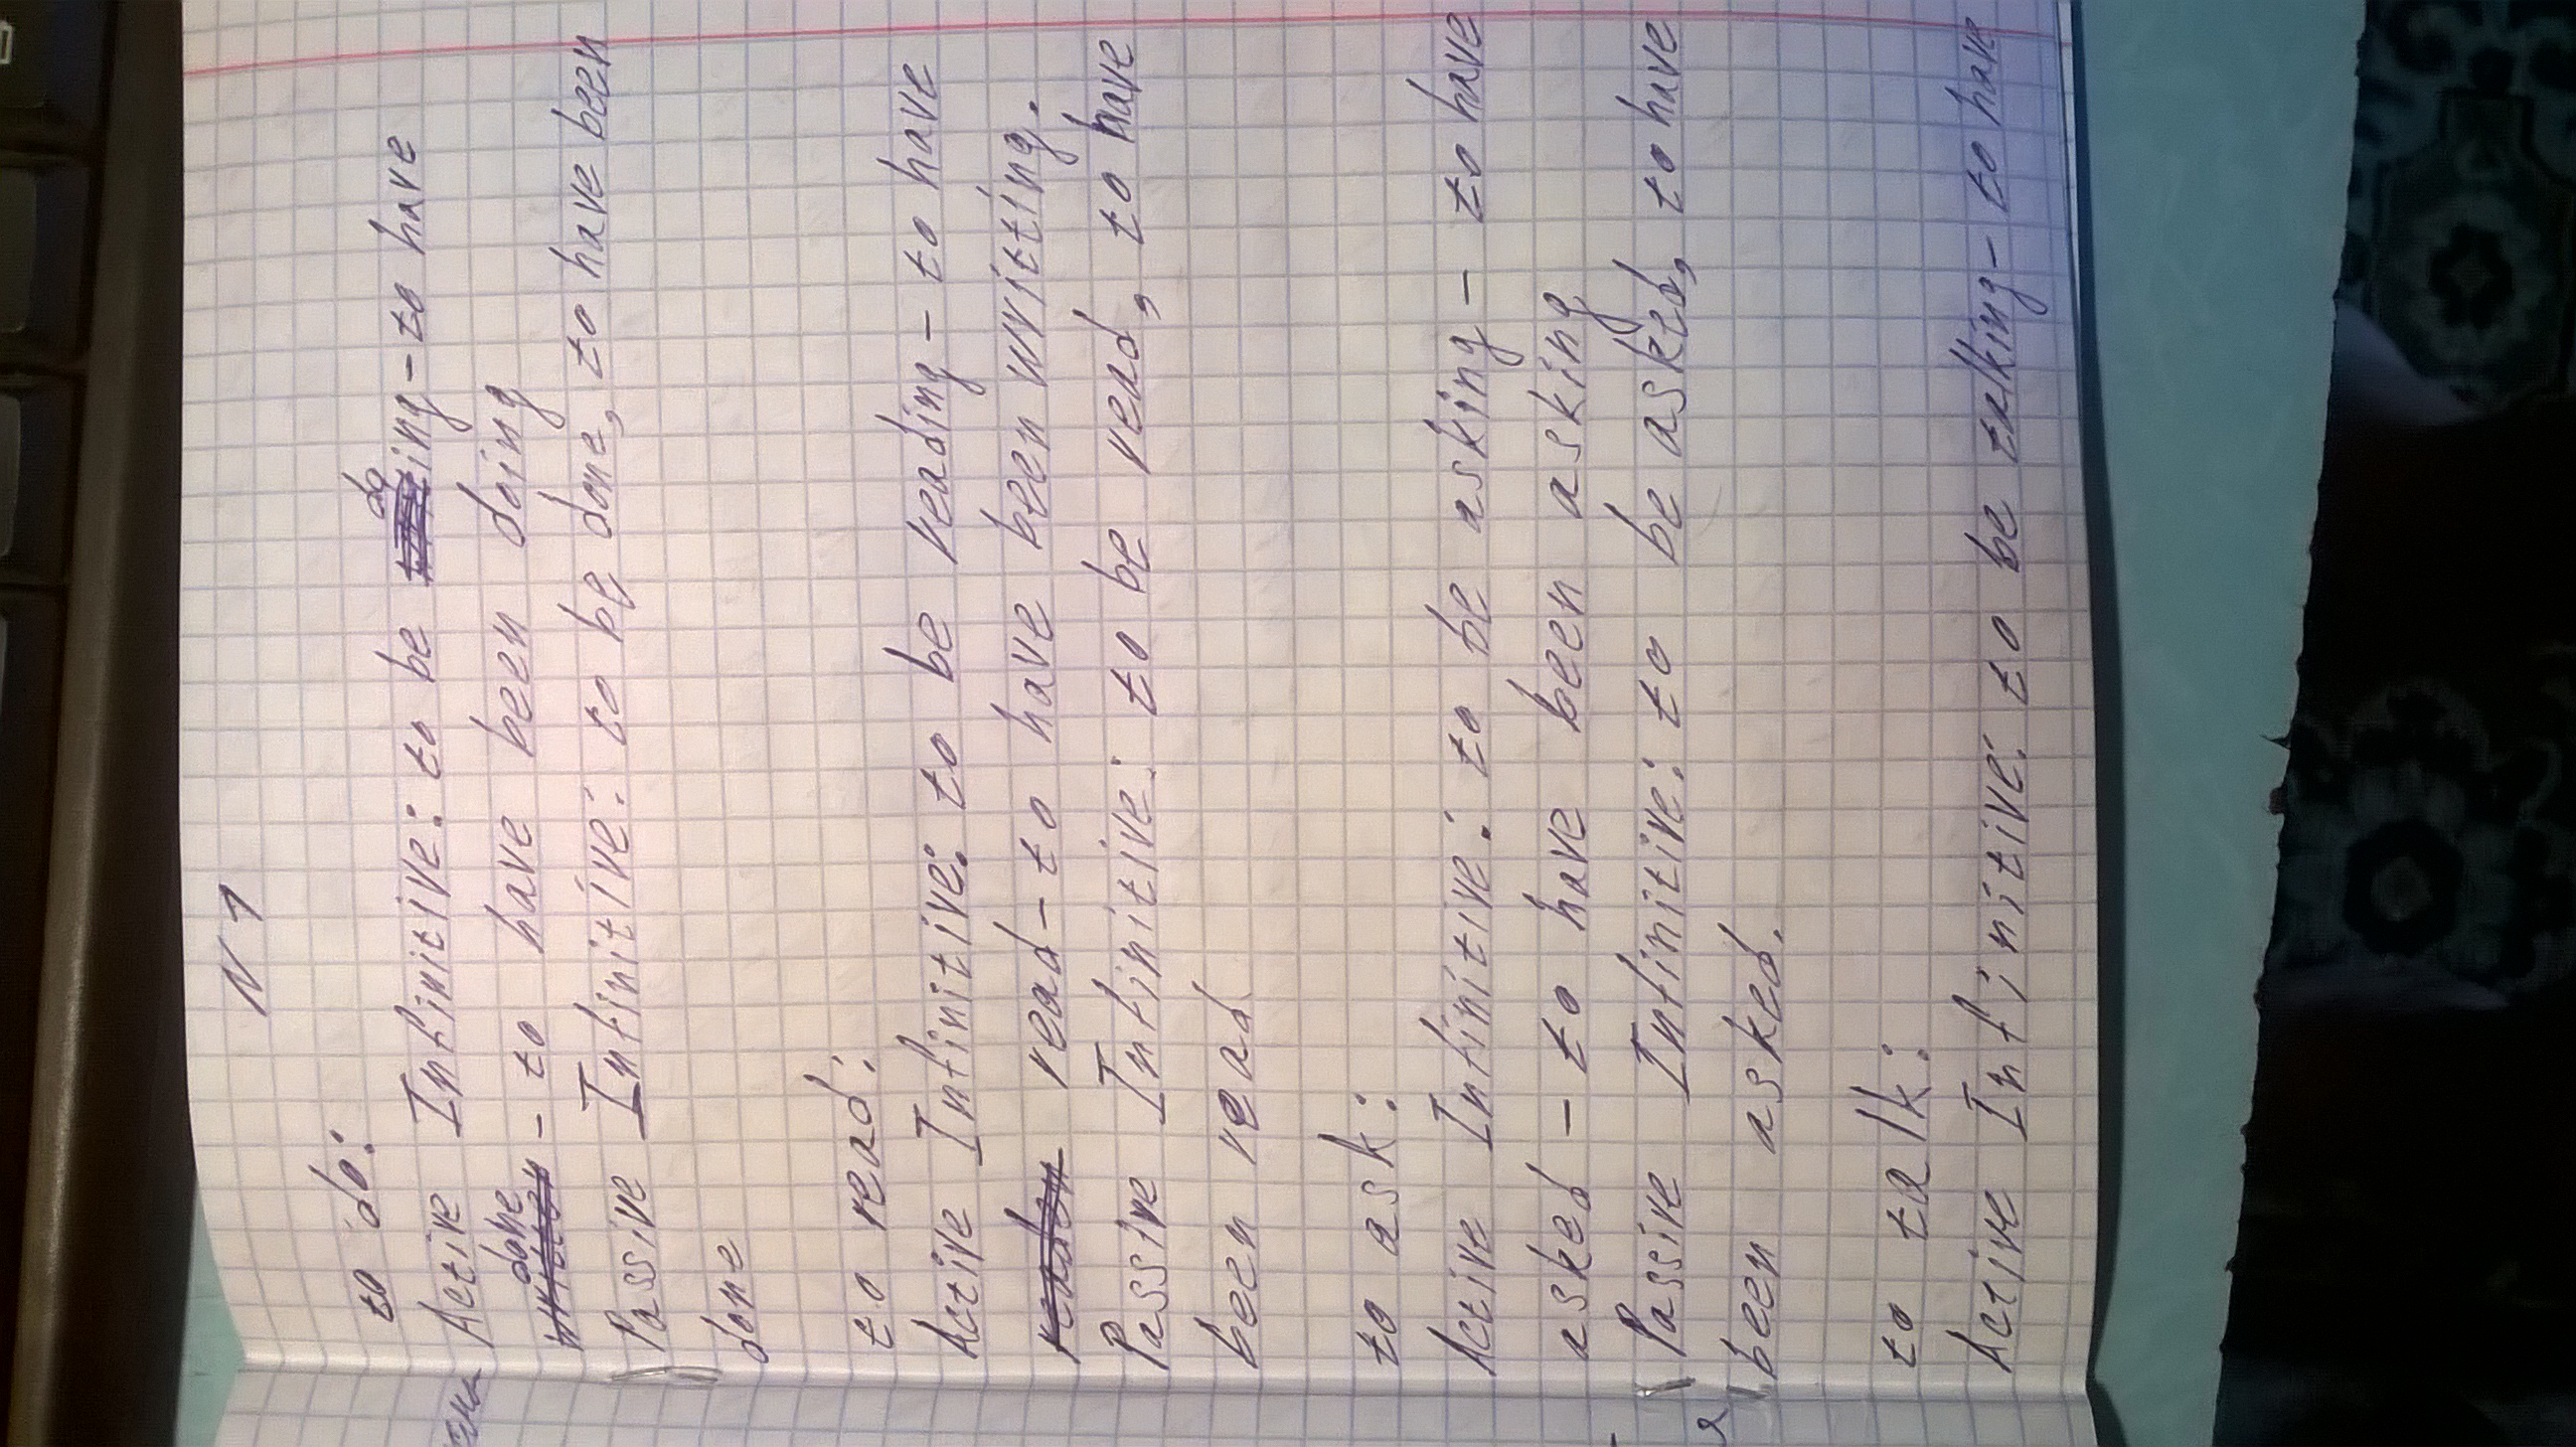 N 1
to do:
Active Infinitive: to be doing - to have
done - to have been doing
Passive Infinitive: to be done, to have been
done
to read:
Active Infinitive: to be reading - to have
read - to have been writting.
Passive Infinitive: to be read, to have
been read
to ask:
Active Infinitive: to be asking - to have
asked - to have been asking
Passive Infinitive: to be askted, to have
been asked.
to talk:
Active Infinitive: to be talking - to have